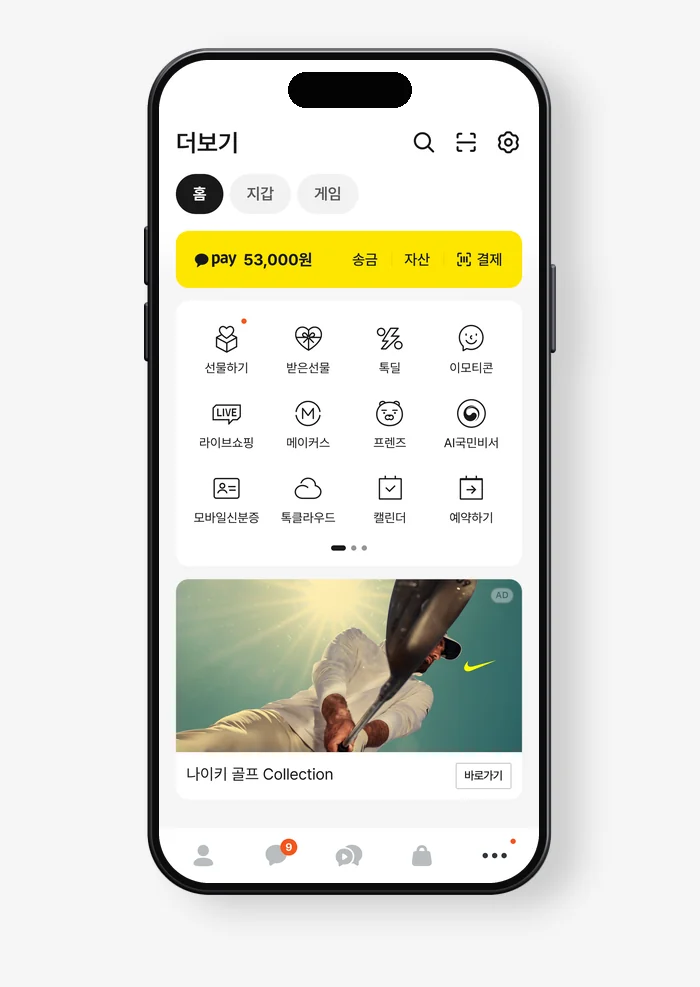 더보기
홈 지갑 게임
pay 53,000원 송금 자산 결제
선물하기 받은선물 톡딜 이모티콘
LIVE M
라이브쇼핑 메이커스 프렌즈 AI국민비서
모바일신분증 톡클라우드 캘린더 예약하기
AD
나이키 골프 Collection 바로가기
9